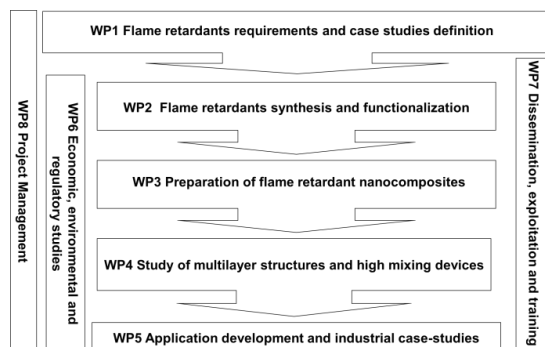 WP1 Flame retardants requirements and case studies definition
WP8 Project Management
WP6 Economic, environmental and
regulatory studies
WP2 Flame retardants synthesis and functionalization
WP3 Preparation of flame retardant nanocomposites
WP4 Study of multilayer structures and high mixing devices
WP5 Application development and industrial case-studies
WP7 Dissemination, exploitation and training